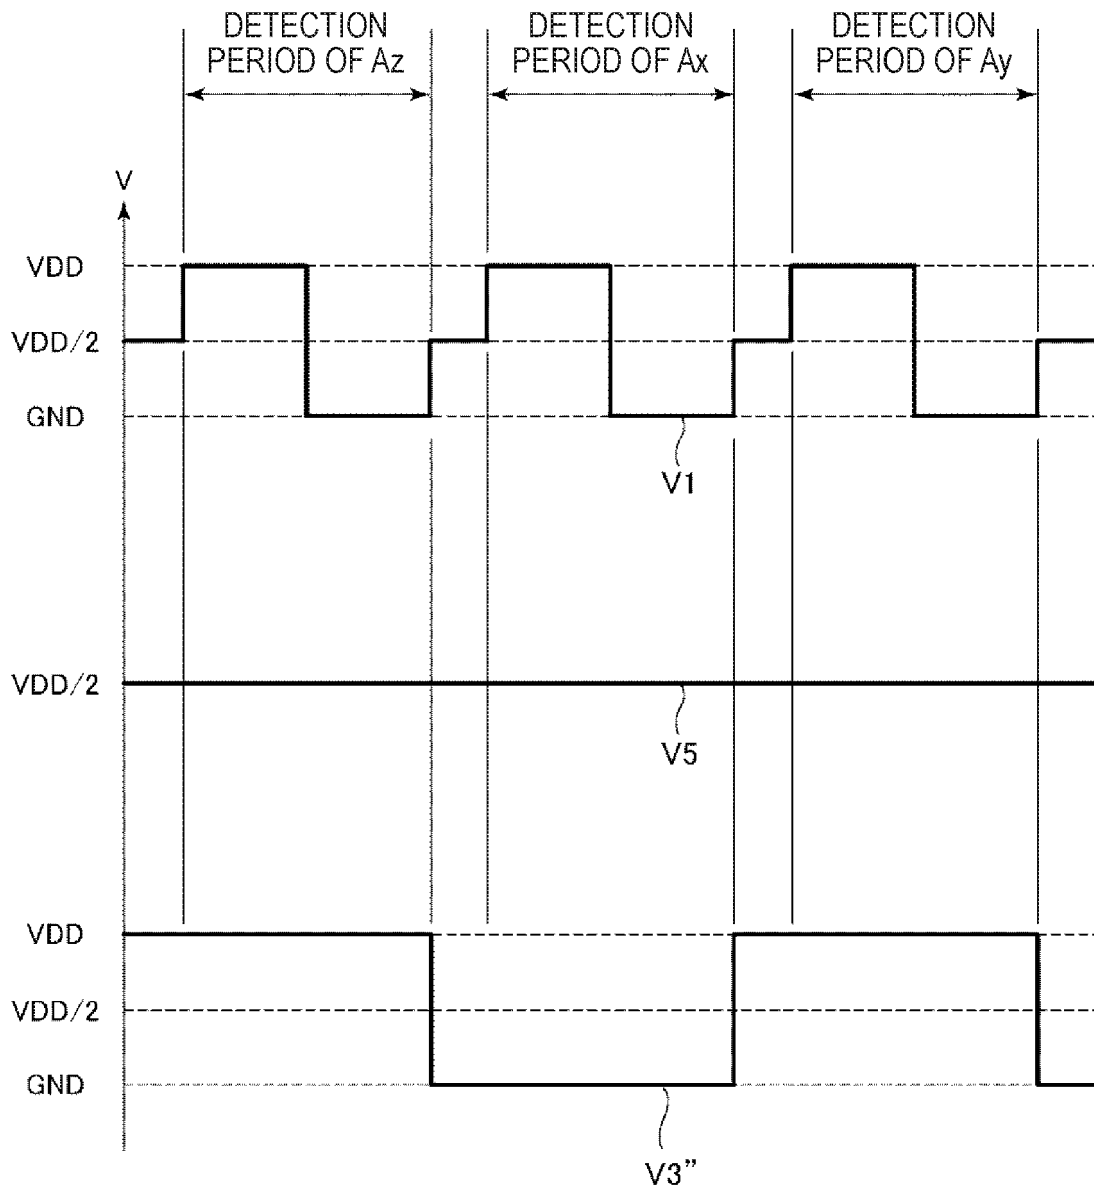 DETECTION
PERIOD OF Az
DETECTION
PERIOD OF Ax
DETECTION
PERIOD OF Ay
V
VDD
VDD/2
GND
V1
VDD/2
V5
VDD
VDD/2
GND
V3”